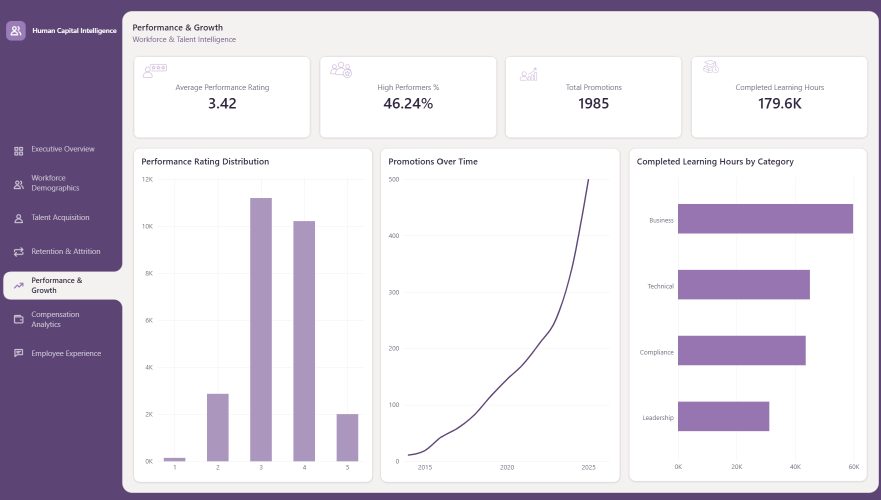 Human Capital Intelligence
Executive Overview
Workforce
Demographics
Talent Acquisition
Retention & Attrition
Performance &
Growth
Compensation
Analytics
Employee Experience
Performance & Growth
Workforce & Talent Intelligence
Average Performance Rating
3.42
High Performers %
46.24%
Total Promotions
1985
Completed Learning Hours
179.6K
Performance Rating Distribution
12K
10K
8K
6K
4K
2K
0K
1 2 3 4 5
Promotions Over Time
500
400
300
200
100
0
2015 2020 2025
Completed Learning Hours by Category
Business
Technical
Compliance
Leadership
0K 20K 40K 60K